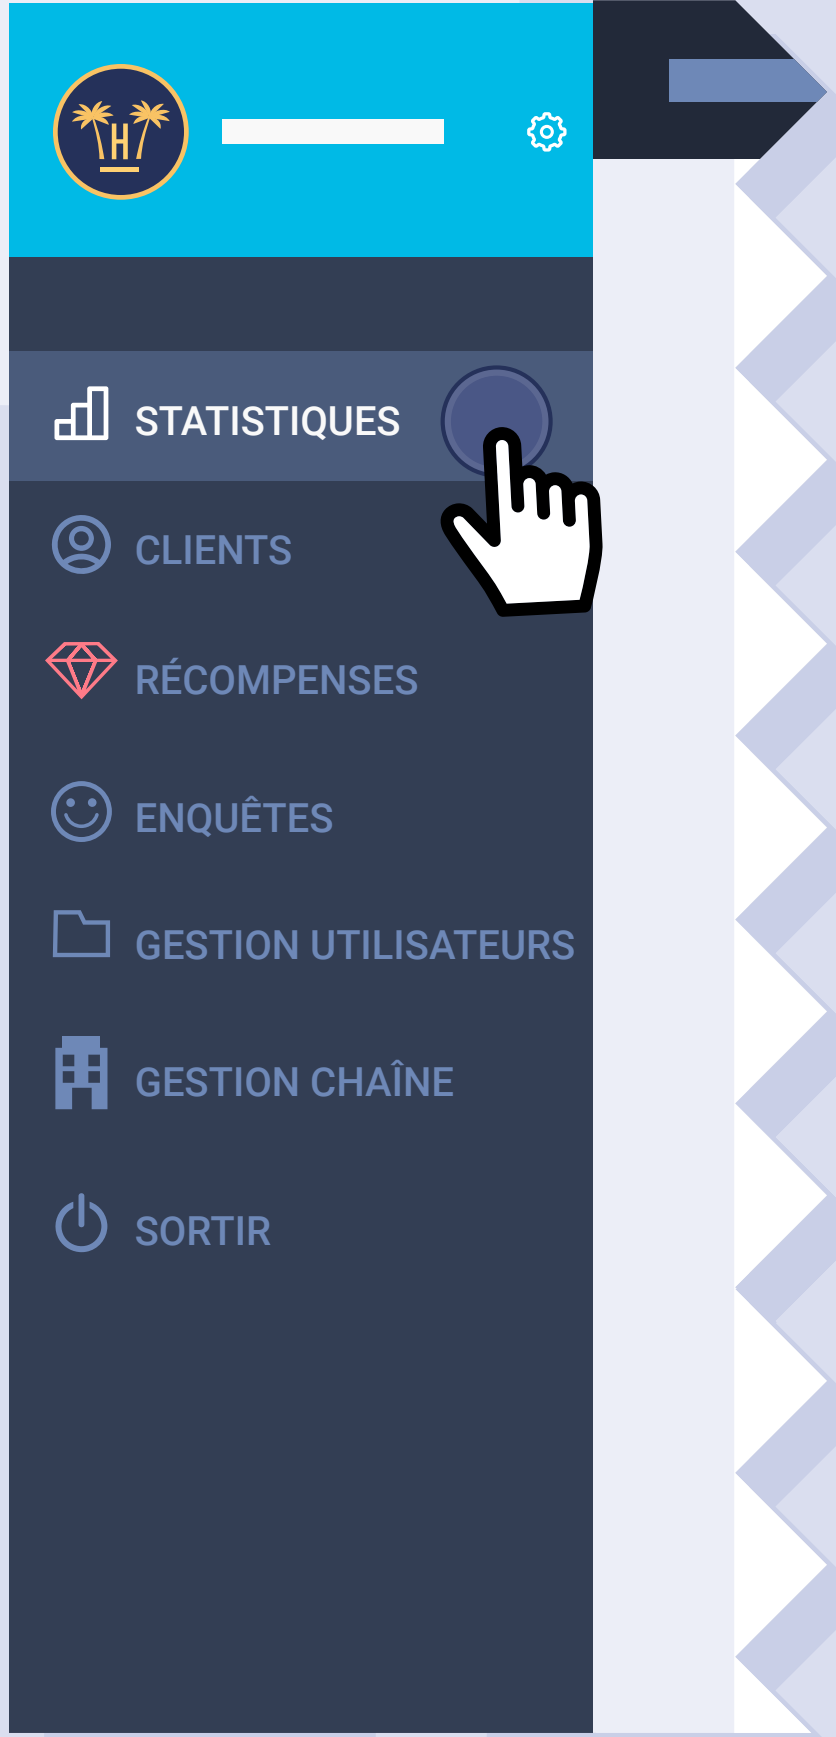 H
STATISTIQUES
CLIENTS
RÉCOMPENSES
ENQUÊTES
GESTION UTILISATEURS
GESTION CHAÎNE
SORTIR